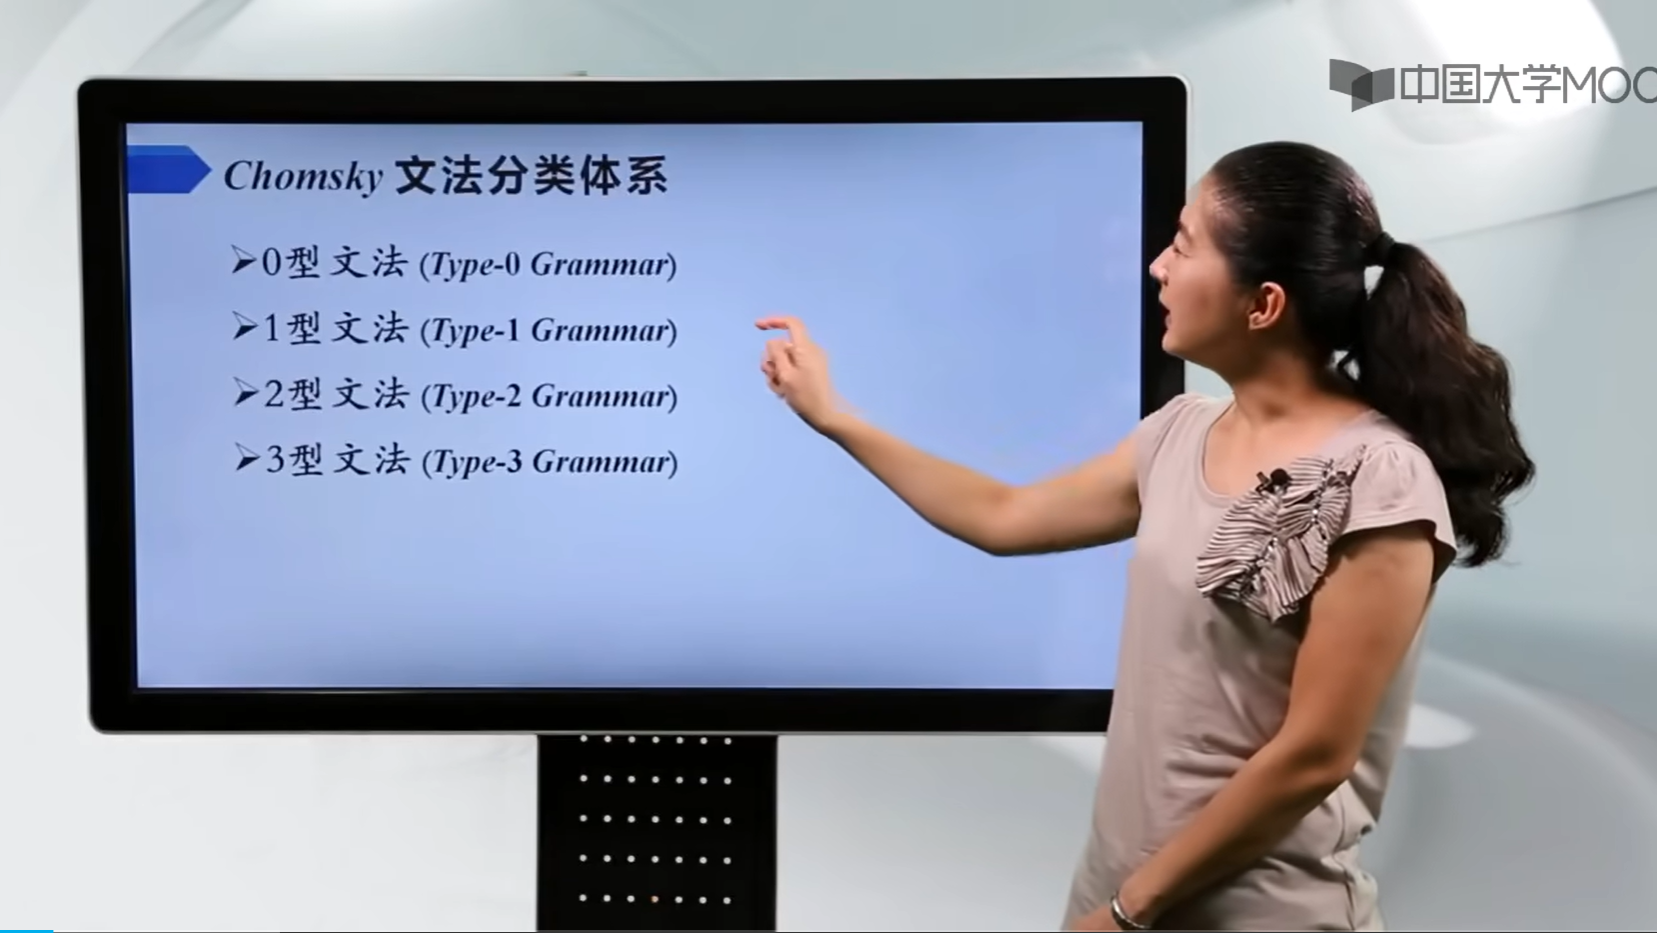 中国大学MOO
Chomsky 文法分类体系
➢0型文法 (Type-0 Grammar)
➢1型文法 (Type-1 Grammar)
➢2型文法 (Type-2 Grammar)
➢3型文法 (Type-3 Grammar)